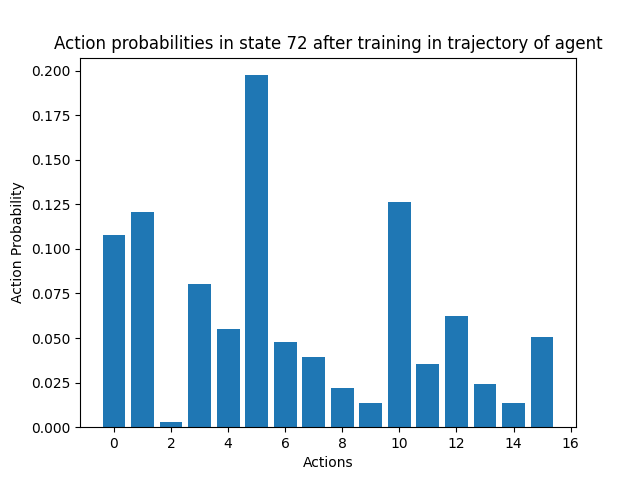 Action probabilities in state 72 after training in trajectory of agent
0.200
0.175
0.150
0.125
0.100
0.075
0.050
0.025
0.000
Action Probability
0 2 4 6 8 10 12 14 16
Actions